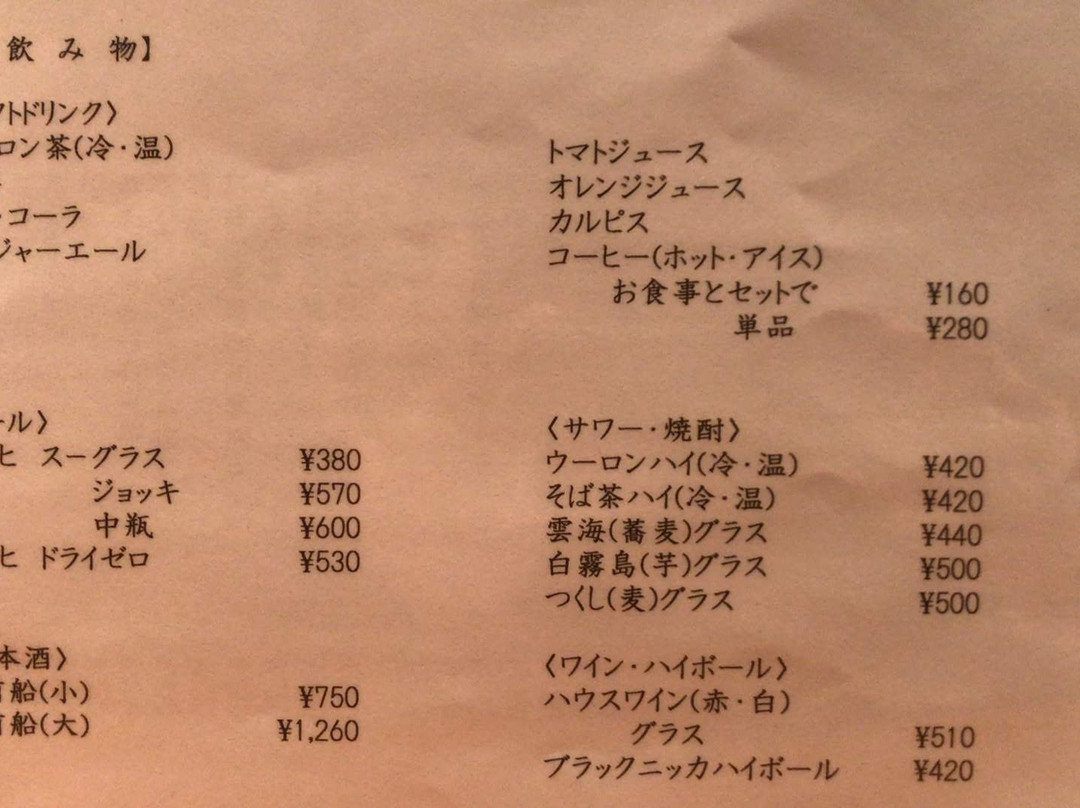 飲み物】
フトドリンク〉
ロン茶(冷・温)
・コーラ
ジャーエール
トマトジュース
オレンジジュース
カルピス
コーヒー(ホット・アイス)
お食事とセットで ¥160
単品 ¥280
ール〉
ヒ スーグラス ¥380
ジョッキ ¥570
中瓶 ¥600
ヒ ドライゼロ ¥530
〈サワー・焼酎〉
ウーロンハイ(冷・温) ¥420
そば茶ハイ(冷・温) ¥420
雲海(蕎麦)グラス ¥440
白霧島(芋)グラス ¥500
つくし(麦)グラス ¥500
本酒〉
船(小) ¥750
船(大) ¥1,260
〈ワイン・ハイボール〉
ハウスワイン(赤・白)
グラス ¥510
ブラックニッカハイボール ¥420